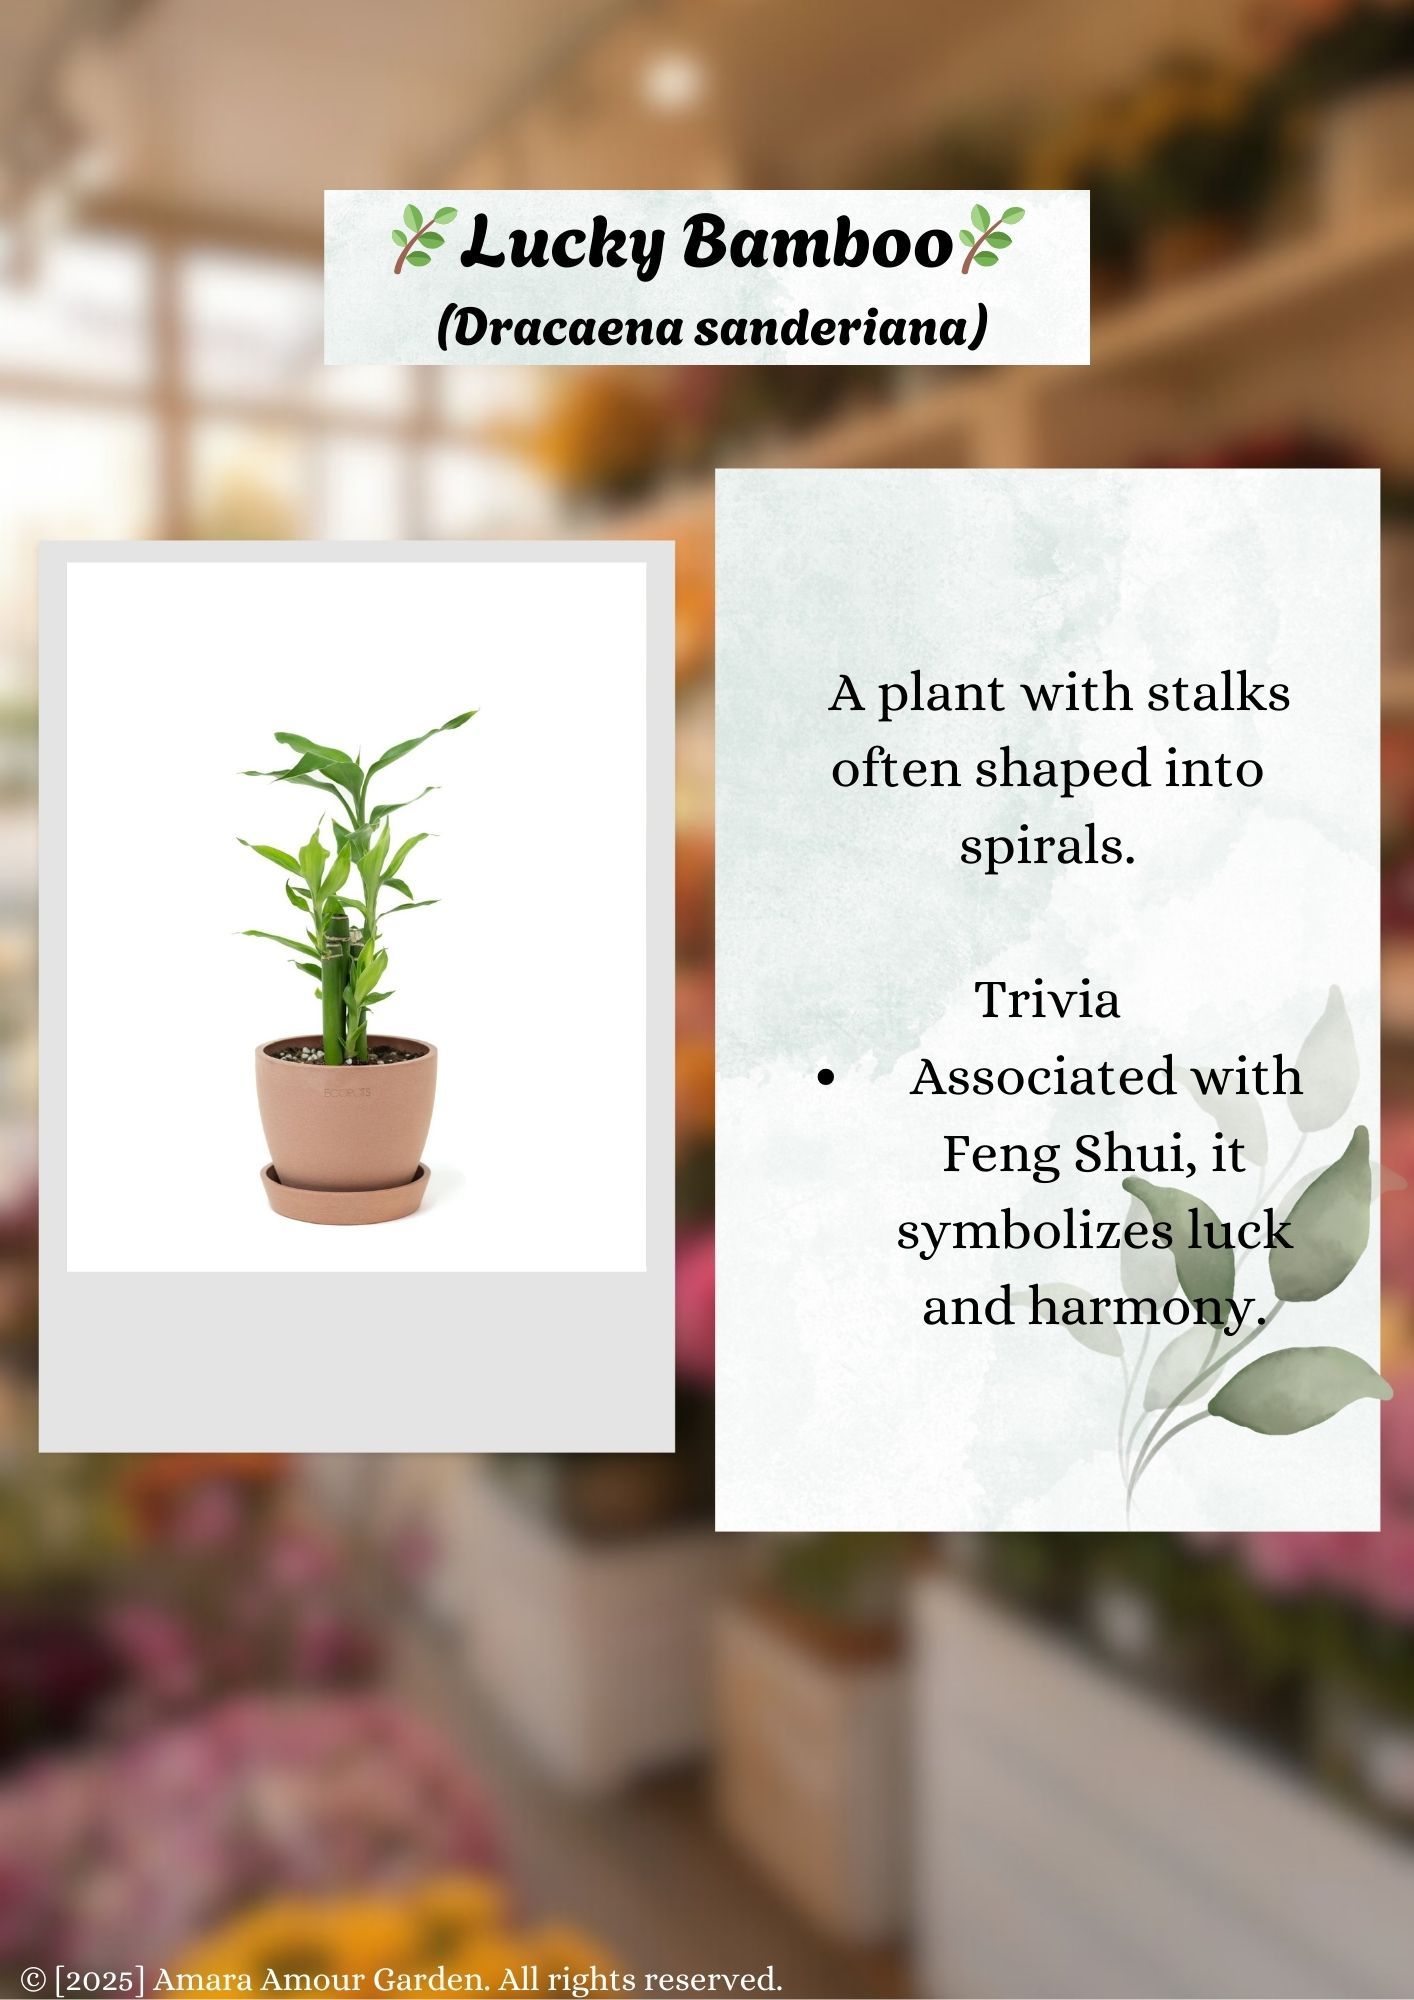 Lucky Bamboo
(Dracaena sanderiana)
A plant with stalks
often shaped into
spirals.
Trivia
• Associated with
Feng Shui, it
symbolizes luck
and harmony.
ECOPOTS
© [2025] Amara Amour Garden. All rights reserved.